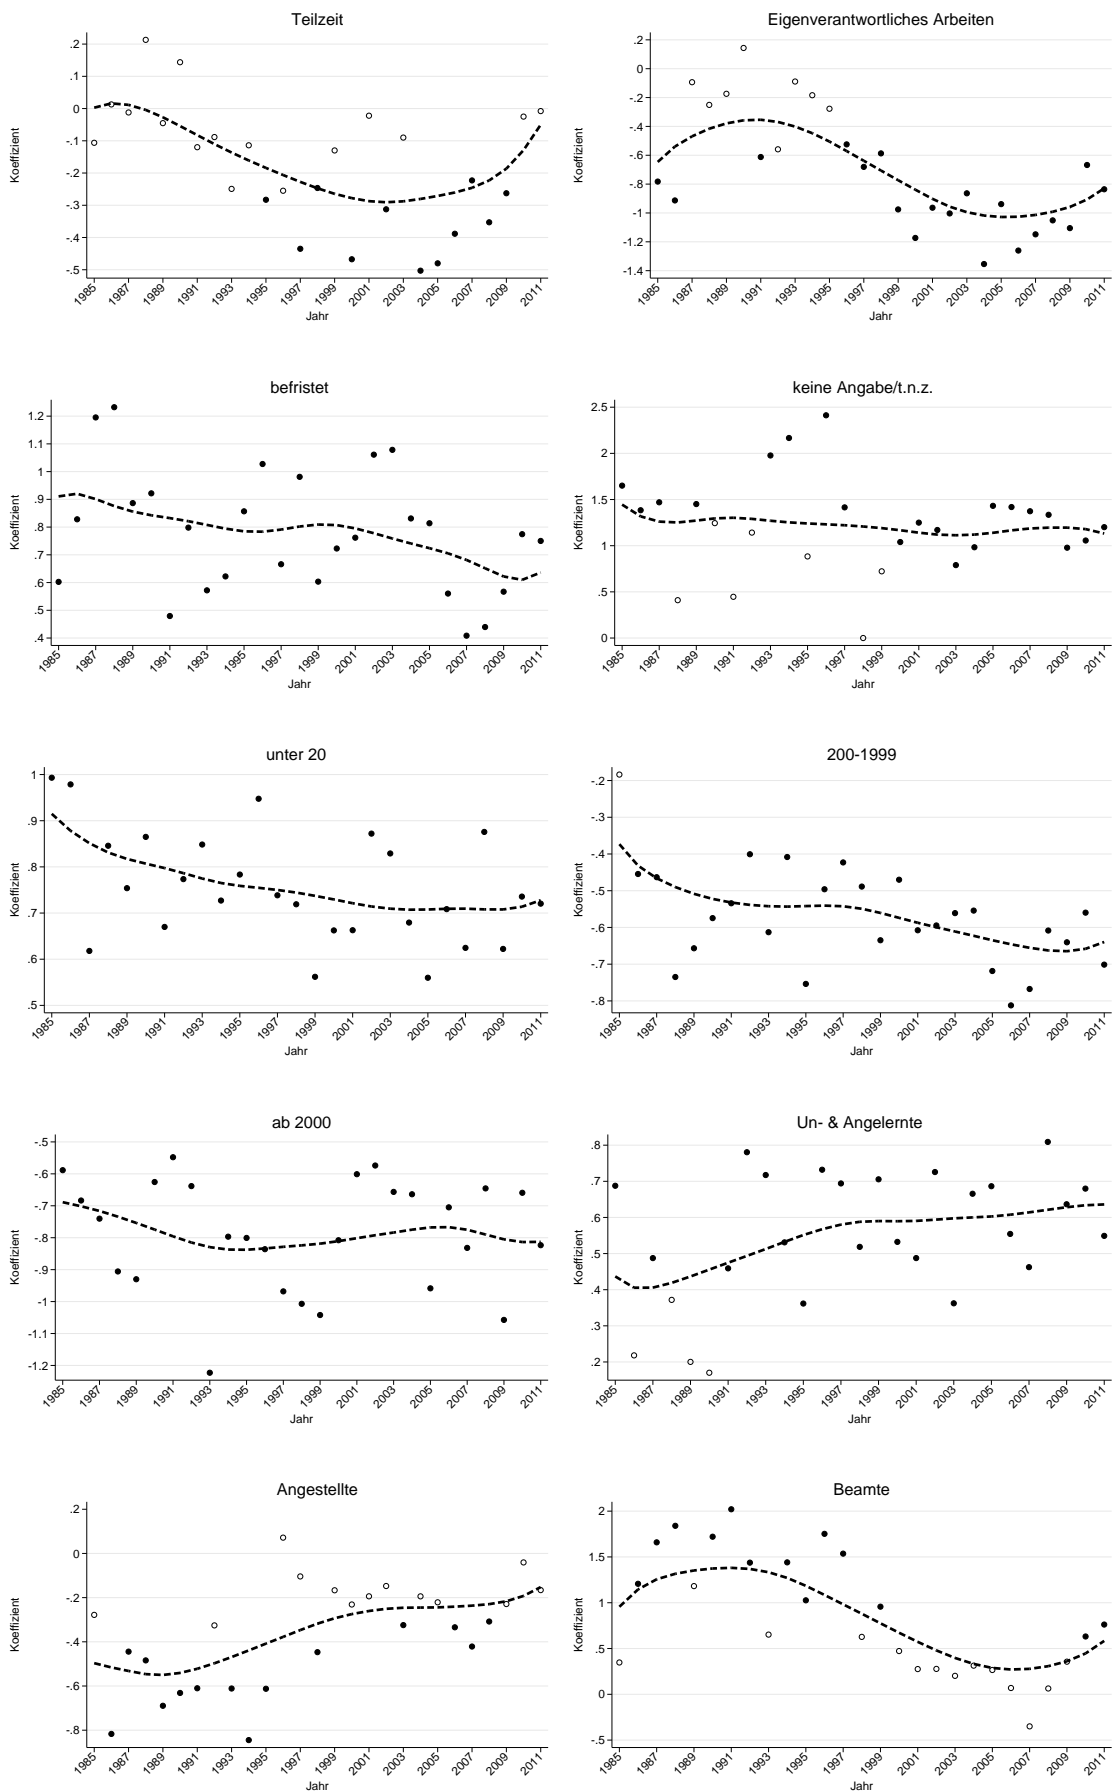 Teilzeit
.2
.1
0
-.1
-.2
-.3
-.4
-.5
Koeffizient
1985 1987 1989 1991 1993 1995 1997 1999 2001 2003 2005 2007 2009 2011
Jahr
Eigenverantwortliches Arbeiten
.2
0
-.2
-.4
-.6
-.8
-1
-1.2
-1.4
Koeffizient
1985 1987 1989 1991 1993 1995 1997 1999 2001 2003 2005 2007 2009 2011
Jahr
befristet
1.2
1.1
1
.9
.8
.7
.6
.5
.4
Koeffizient
1985 1987 1989 1991 1993 1995 1997 1999 2001 2003 2005 2007 2009 2011
Jahr
keine Angabe/t.n.z.
2.5
2
1.5
1
.5
0
Koeffizient
1985 1987 1989 1991 1993 1995 1997 1999 2001 2003 2005 2007 2009 2011
Jahr
unter 20
1
.9
.8
.7
.6
.5
Koeffizient
1985 1987 1989 1991 1993 1995 1997 1999 2001 2003 2005 2007 2009 2011
Jahr
200-1999
-.2
-.3
-.4
-.5
-.6
-.7
-.8
Koeffizient
1985 1987 1989 1991 1993 1995 1997 1999 2001 2003 2005 2007 2009 2011
Jahr
ab 2000
-.5
-.6
-.7
-.8
-.9
-1
-1.1
-1.2
Koeffizient
1985 1987 1989 1991 1993 1995 1997 1999 2001 2003 2005 2007 2009 2011
Jahr
Un- & Angelernte
.8
.7
.6
.5
.4
.3
.2
Koeffizient
1985 1987 1989 1991 1993 1995 1997 1999 2001 2003 2005 2007 2009 2011
Jahr
Angestellte
.2
0
-.2
-.4
-.6
-.8
Koeffizient
1985 1987 1989 1991 1993 1995 1997 1999 2001 2003 2005 2007 2009 2011
Jahr
Beamte
2
1.5
1
.5
0
-.5
Koeffizient
1985 1987 1989 1991 1993 1995 1997 1999 2001 2003 2005 2007 2009 2011
Jahr